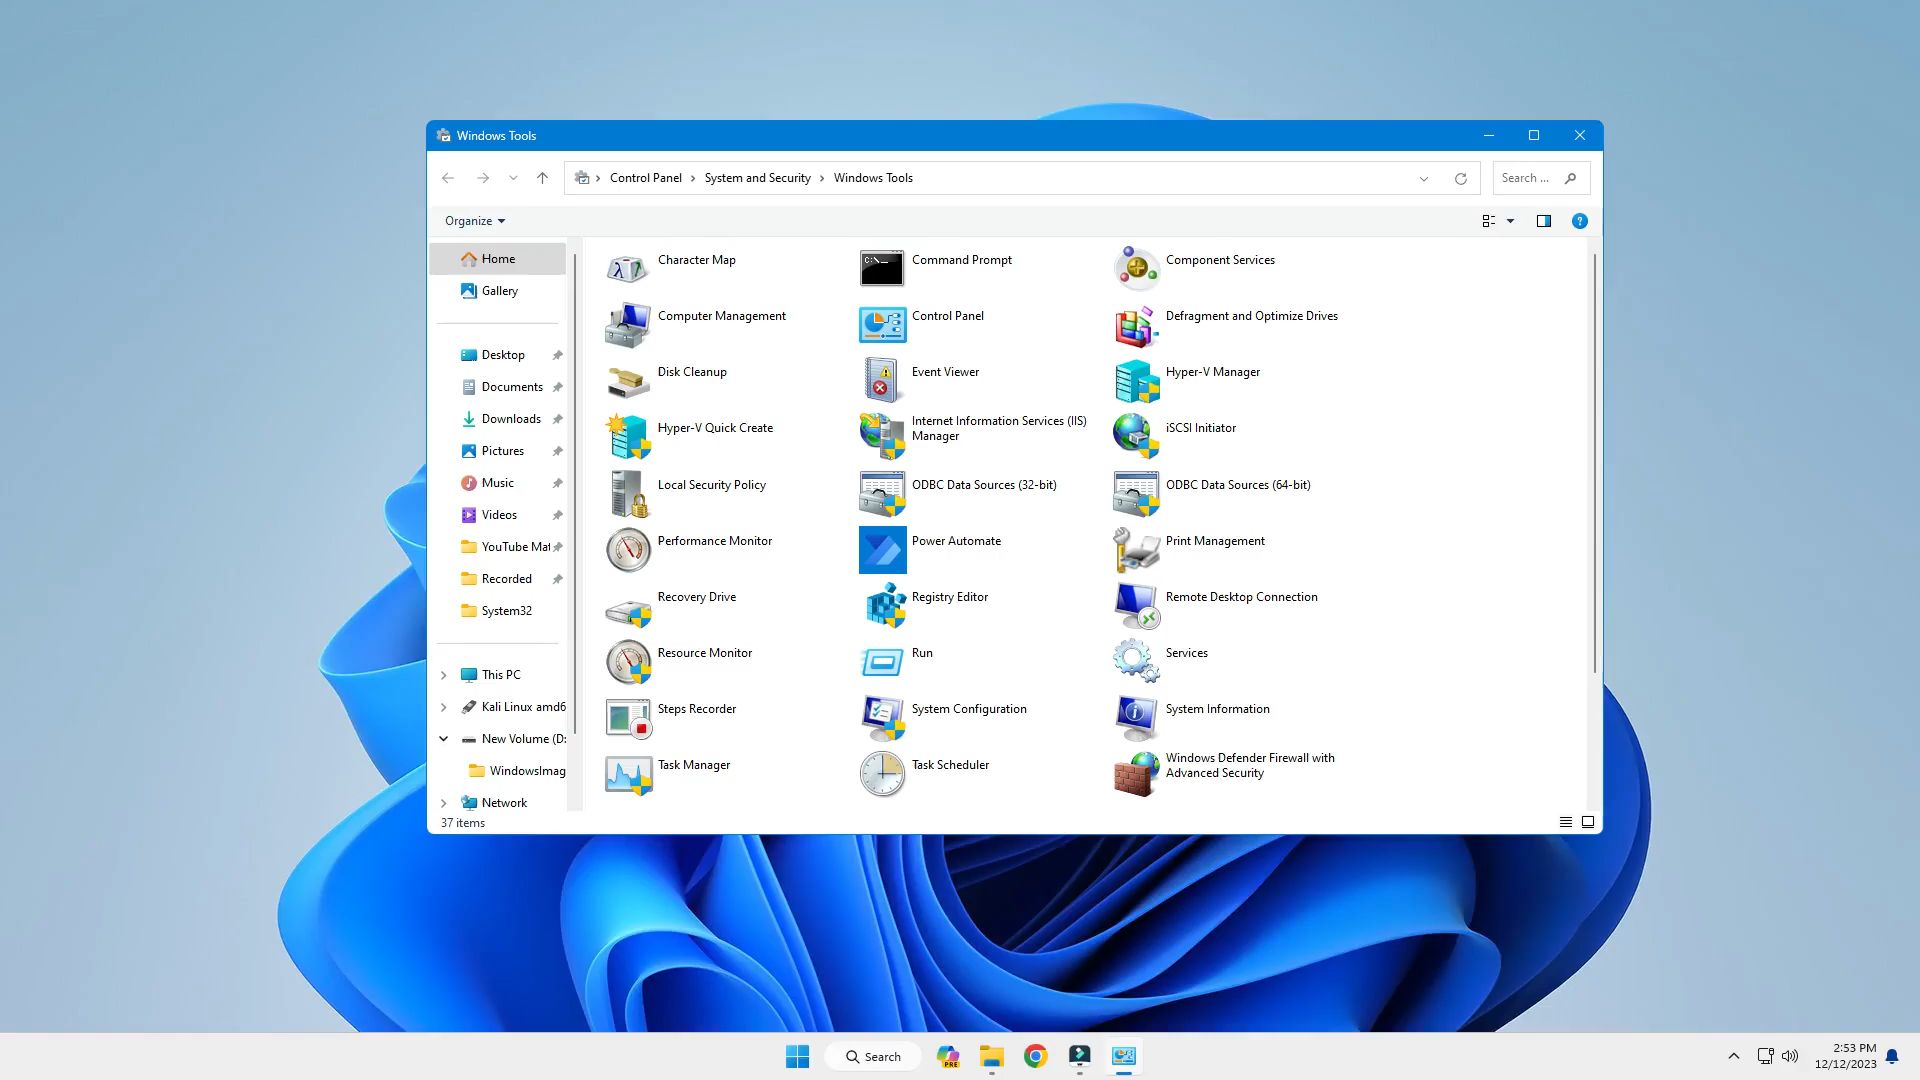 Windows Tools
Control Panel
System and Security
Windows Tools
Search ...
Organize
Home
Gallery
Desktop
Documents
Downloads
Pictures
Music
Videos
YouTube Mat
Recorded
System32
This PC
Kali Linux amd6
New Volume (D:
WindowsImag
Network
37 items
Character Map
Command Prompt
Component Services
Computer Management
Control Panel
Defragment and Optimize Drives
Disk Cleanup
Event Viewer
Hyper-V Manager
Hyper-V Quick Create
Internet Information Services (IIS)
Manager
iSCSI Initiator
Local Security Policy
ODBC Data Sources (32-bit)
ODBC Data Sources (64-bit)
Performance Monitor
Power Automate
Print Management
Recovery Drive
Registry Editor
Remote Desktop Connection
Resource Monitor
Run
Services
Steps Recorder
System Configuration
System Information
Task Manager
Task Scheduler
Windows Defender Firewall with
Advanced Security
Search
PRE
2:53 PM
12/12/2023